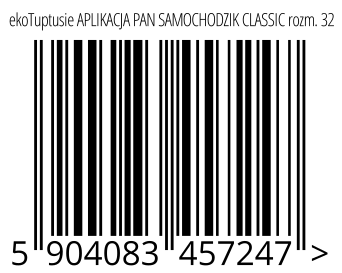 ekoTuptusie APLIKACJA PAN SAMOCHODZIK CLASSIC rozm. 32
5 904083 457247 >